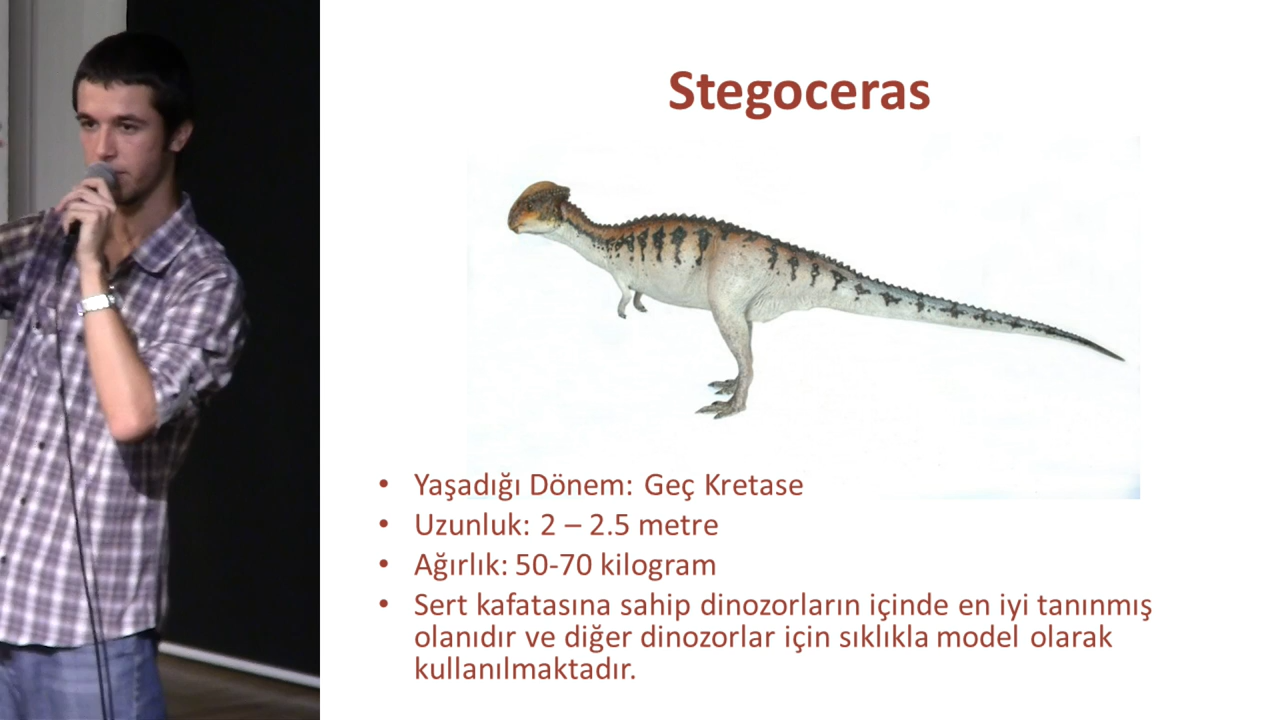 Stegoceras
• Yaşadığı Dönem: Geç Kretase
• Uzunluk: 2 – 2.5 metre
• Ağırlık: 50-70 kilogram
• Sert kafatasına sahip dinozorların içinde en iyi tanınmış
olanıdır ve diğer dinozorlar için sıklıkla model olarak
kullanılmaktadır.